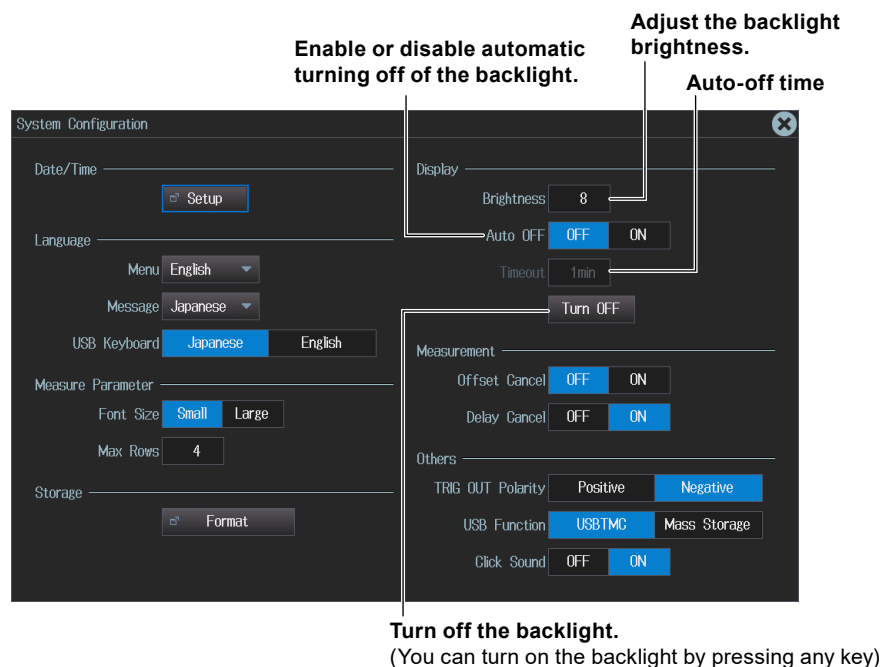 Adjust the backlight
brightness.
Enable or disable automatic
turning off of the backlight.
Auto-off time
System Configuration
Date/Time
Setup
Language
Menu English
Message Japanese
USB Keyboard Japanese English
Measure Parameter
Font Size Small Large
Max Rows 4
Storage
Format
Display
Brightness 8
Auto OFF OFF ON
Timeout 1min
Turn OFF
Measurement
Offset Cancel OFF ON
Delay Cancel OFF ON
Others
TRIG OUT Polarity Positive Negative
USB Function USBTMC Mass Storage
Click Sound OFF ON
Turn off the backlight.
(You can turn on the backlight by pressing any key)